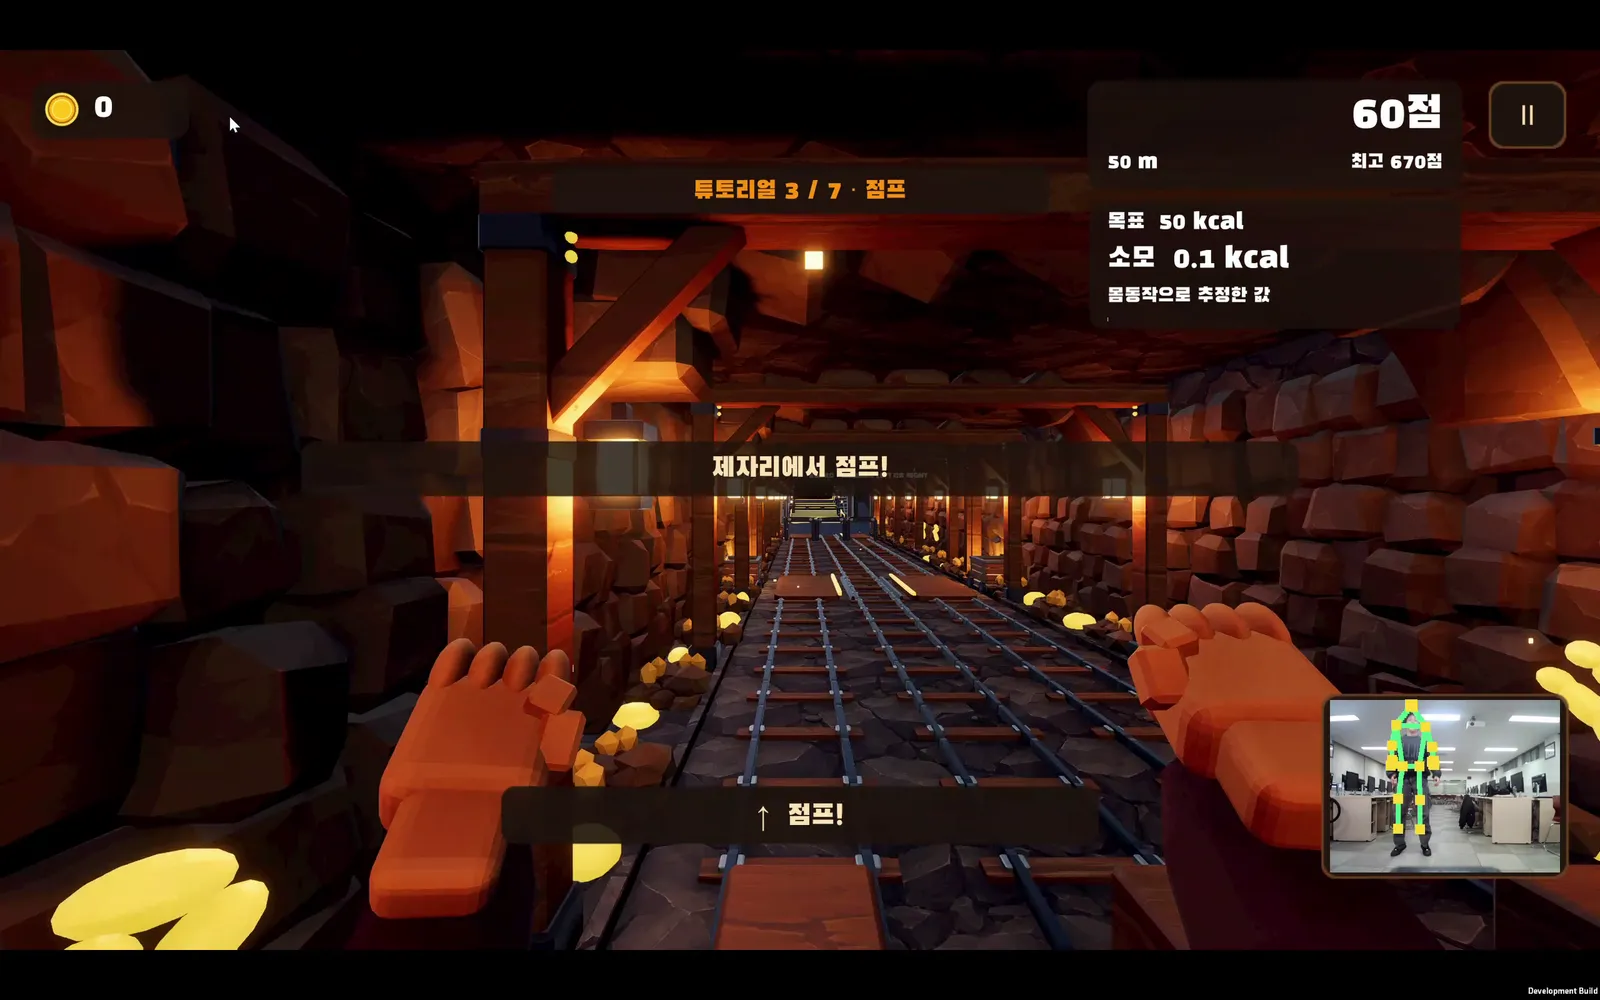 0
60점
50 m
최고 670점
튜토리얼 3 / 7 · 점프
목표 50 kcal
소모 0.1 kcal
몸동작으로 추정한 값
제자리에서 점프!
↑ 점프!
Development Build